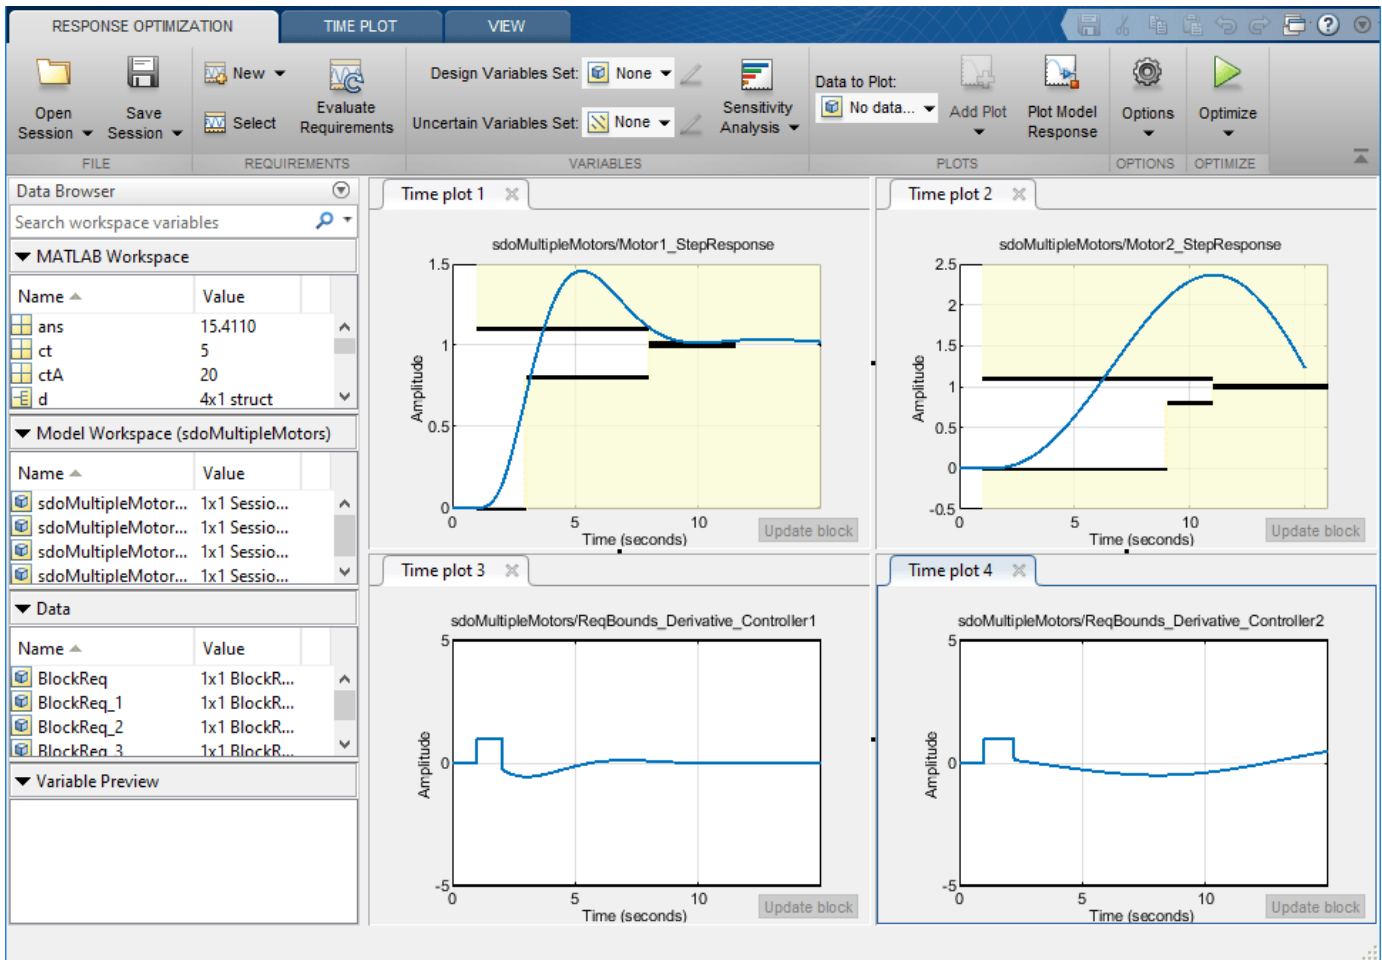 RESPONSE OPTIMIZATION TIME PLOT VIEW
Open Session Save Session
New
Select
Evaluate Requirements
Design Variables Set: None
Uncertain Variables Set: None
Sensitivity Analysis
Data to Plot:
No data...
Add Plot
Plot Model Response
Options
Optimize
FILE REQUIREMENTS VARIABLES PLOTS OPTIONS OPTIMIZE
Data Browser
Search workspace variables
MATLAB Workspace
Name Value
ans 15.4110
ct 5
ctA 20
d 4x1 struct
Model Workspace (sdoMultipleMotors)
Name Value
sdoMultipleMotor... 1x1 Sessio...
sdoMultipleMotor... 1x1 Sessio...
sdoMultipleMotor... 1x1 Sessio...
sdoMultipleMotor... 1x1 Sessio...
Data
Name Value
BlockReq 1x1 BlockR...
BlockReq_1 1x1 BlockR...
BlockReq_2 1x1 BlockR...
BlockReq_3 1x1 BlockR...
Variable Preview
Time plot 1
sdoMultipleMotors/Motor1_StepResponse
1.5
1
0.5
0
Amplitude
0 5 10
Time (seconds)
Update block
Time plot 2
sdoMultipleMotors/Motor2_StepResponse
2.5
2
1.5
1
0.5
0
-0.5
Amplitude
0 5 10
Time (seconds)
Update block
Time plot 3
sdoMultipleMotors/ReqBounds_Derivative_Controller1
5
0
-5
Amplitude
0 5 10
Time (seconds)
Update block
Time plot 4
sdoMultipleMotors/ReqBounds_Derivative_Controller2
5
0
-5
Amplitude
0 5 10
Time (seconds)
Update block